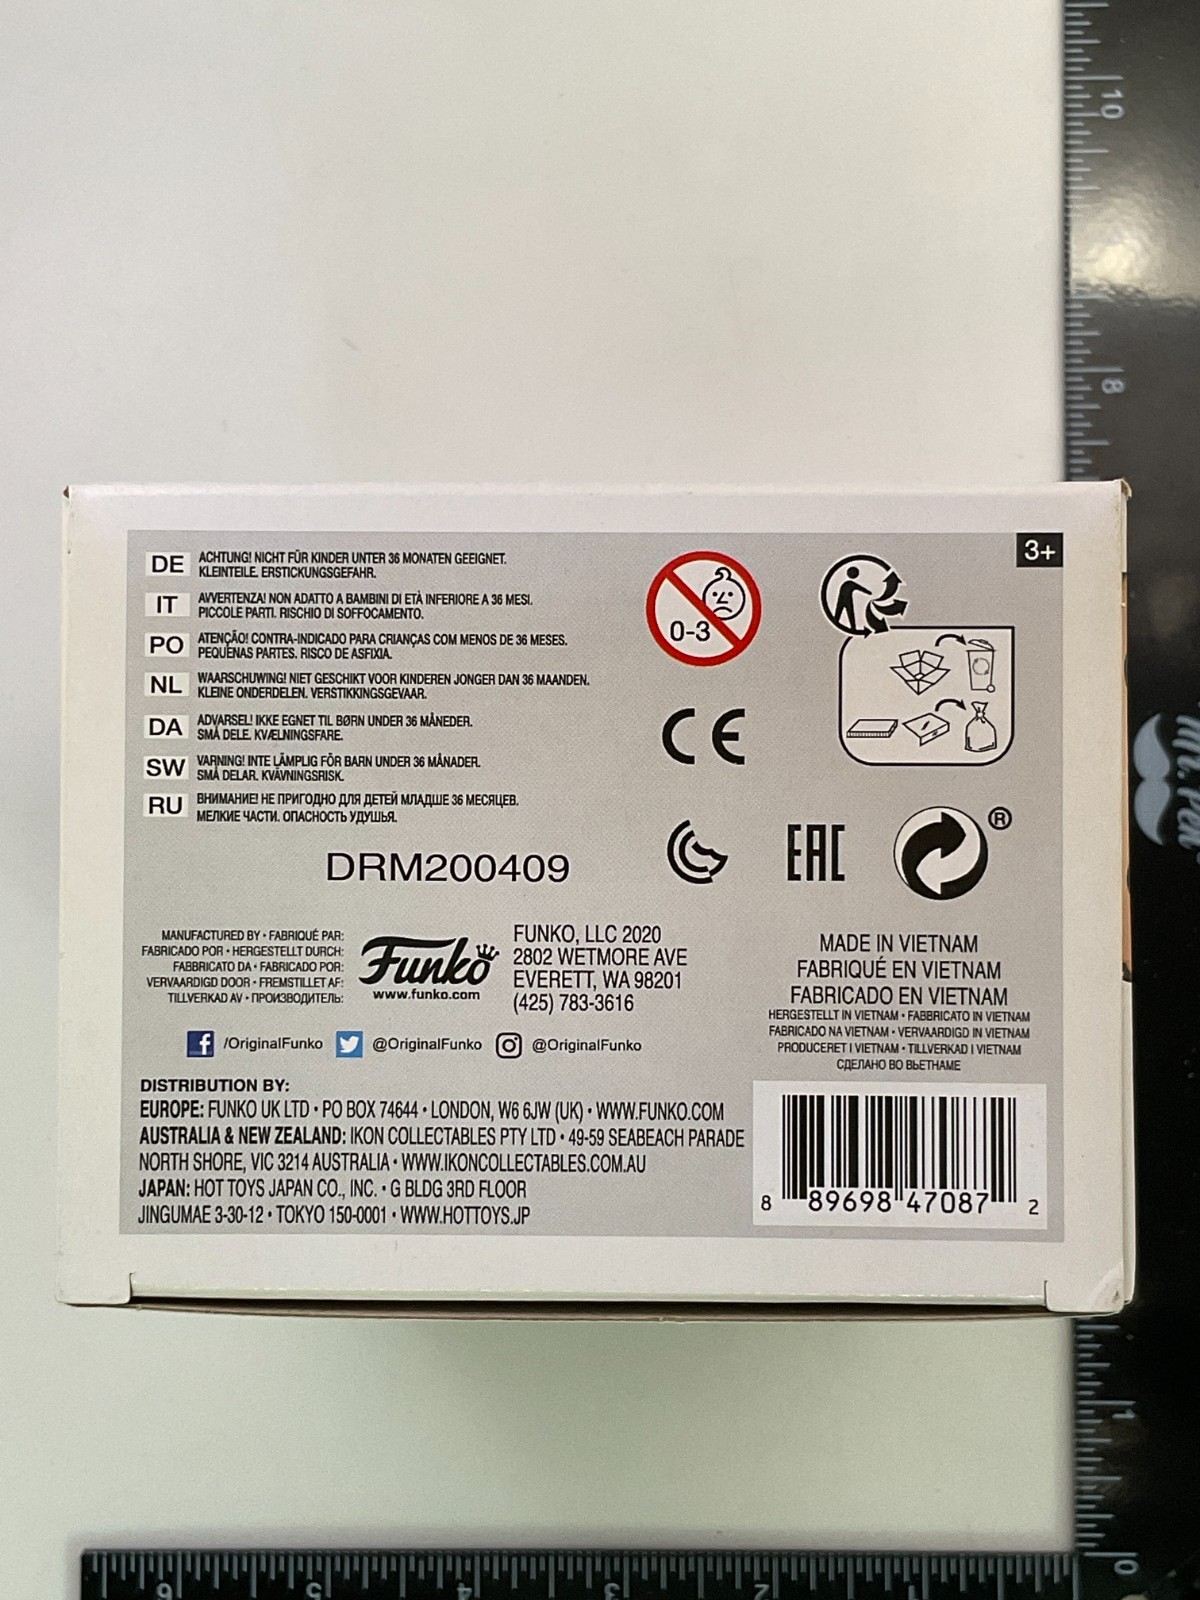 10
8
3+
DE ACHTUNG! NICHT FÜR KINDER UNTER 36 MONATEN GEEIGNET.
KLEINTEILE. ERSTICKUNGSGEFAHR.
IT AVVERTENZA! NON ADATTO A BAMBINI DI ETÀ INFERIORE A 36 MESI.
PICCOLE PARTI. RISCHIO DI SOFFOCAMENTO.
PO ATENÇÃO! CONTRA-INDICADO PARA CRIANÇAS COM MENOS DE 36 MESES.
PEQUENAS PARTES. RISCO DE ASFIXIA.
NL WAARSCHUWING! NIET GESCHIKT VOOR KINDEREN JONGER DAN 36 MAANDEN.
KLEINE ONDERDELEN. VERSTIKKINGSGEVAAR.
DA ADVARSEL! IKKE EGNET TIL BØRN UNDER 36 MÅNEDER.
SMÅ DELE. KVÆLNINGSFARE.
SW VARNING! INTE LÄMPLIG FÖR BARN UNDER 36 MÅNADER.
SMÅ DELAR. KVÄVNINGSRISK.
RU ВНИМАНИЕ! НЕ ПРИГОДНО ДЛЯ ДЕТЕЙ МЛАДШЕ 36 МЕСЯЦЕВ.
МЕЛКИЕ ЧАСТИ. ОПАСНОСТЬ УДУШЬЯ.
0-3
CE
DRM200409
EAC
®
MANUFACTURED BY • FABRIQUÉ PAR:
FABRICADO POR • HERGESTELLT DURCH:
FABBRICATO DA • FABRICADO POR:
VERVAARDIGD DOOR • FREMSTILLET AF:
TILLVERKAD AV • ПРОИЗВОДИТЕЛЬ:
Funko
www.funko.com
FUNKO, LLC 2020
2802 WETMORE AVE
EVERETT, WA 98201
(425) 783-3616
MADE IN VIETNAM
FABRIQUÉ EN VIETNAM
FABRICADO EN VIETNAM
HERGESTELLT IN VIETNAM • FABBRICATO IN VIETNAM
FABRICADO NA VIETNAM • VERVAARDIGD IN VIETNAM
PRODUCERET I VIETNAM • TILLVERKAD I VIETNAM
СДЕЛАНО ВО ВЬЕТНАМЕ
/OriginalFunko @OriginalFunko @OriginalFunko
DISTRIBUTION BY:
EUROPE: FUNKO UK LTD • PO BOX 74644 • LONDON, W6 6JW (UK) • WWW.FUNKO.COM
AUSTRALIA & NEW ZEALAND: IKON COLLECTABLES PTY LTD • 49-59 SEABEACH PARADE
NORTH SHORE, VIC 3214 AUSTRALIA • WWW.IKONCOLLECTABLES.COM.AU
JAPAN: HOT TOYS JAPAN CO., INC. • G BLDG 3RD FLOOR
JINGUMAE 3-30-12 • TOKYO 150-0001 • WWW.HOTTOYS.JP
8 89698 47087 2
1
0
6 5 4 3 2 1